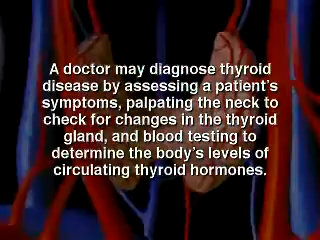 A doctor may diagnose thyroid
disease by assessing a patient's
symptoms, palpating the neck to
check for changes in the thyroid
gland, and blood testing to
determine the body's levels of
circulating thyroid hormones.